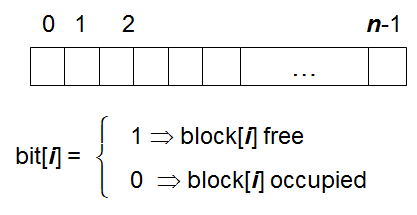 0 1 2 n-1
...
bit[i] = { 1 ⇒ block[i] free
0 ⇒ block[i] occupied